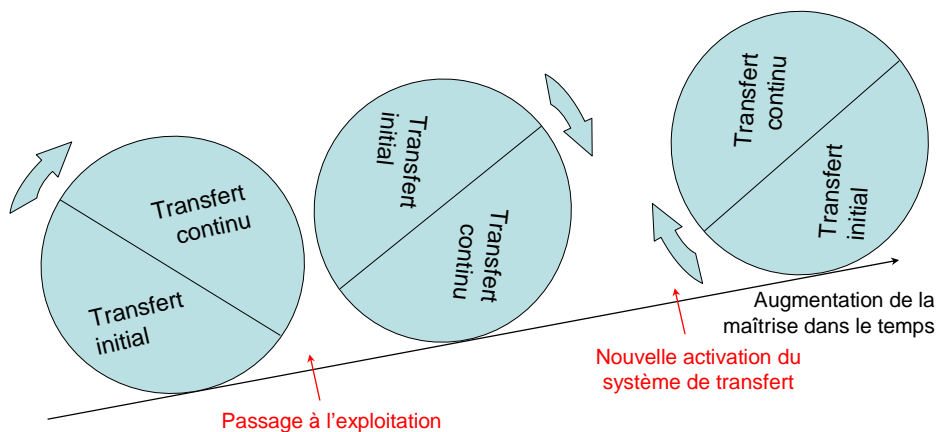 Transfert
continu
Transfert
initial
Transfert
initial
Transfert
continu
Transfert
continu
Transfert
initial
Augmentation de la
maîtrise dans le temps
Passage à l’exploitation
Nouvelle activation du
système de transfert